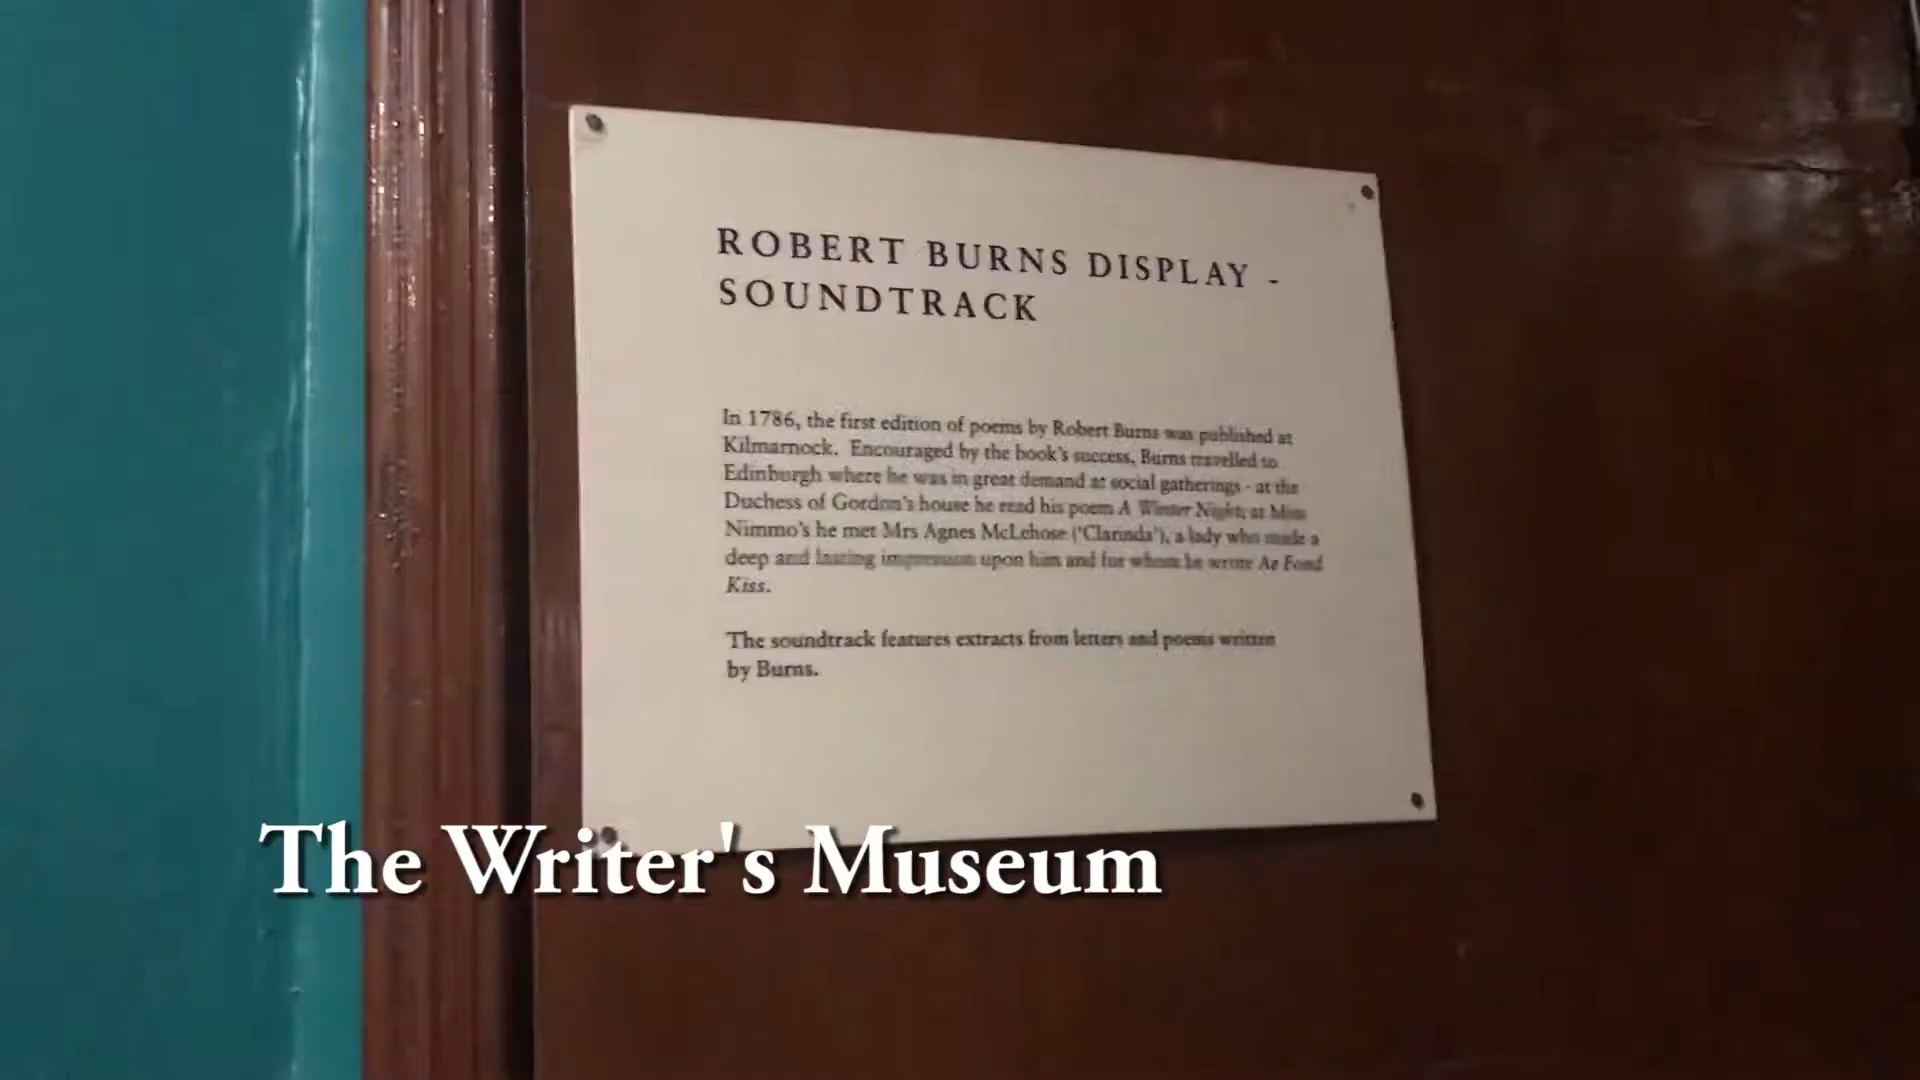 ROBERT BURNS DISPLAY -
SOUNDTRACK
In 1786, the first edition of poems by Robert Burns was published at
Kilmarnock. Encouraged by the book's success, Burns travelled to
Edinburgh where he was in great demand at social gatherings - at the
Duchess of Gordon's house he read his poem A Winter Night; at Miss
Nimmo's he met Mrs Agnes McLehose ('Clarinda'), a lady who made a
deep and lasting impression upon him and for whom he wrote Ae Fond
Kiss.
The soundtrack features extracts from letters and poems written
by Burns.
The Writer's Museum